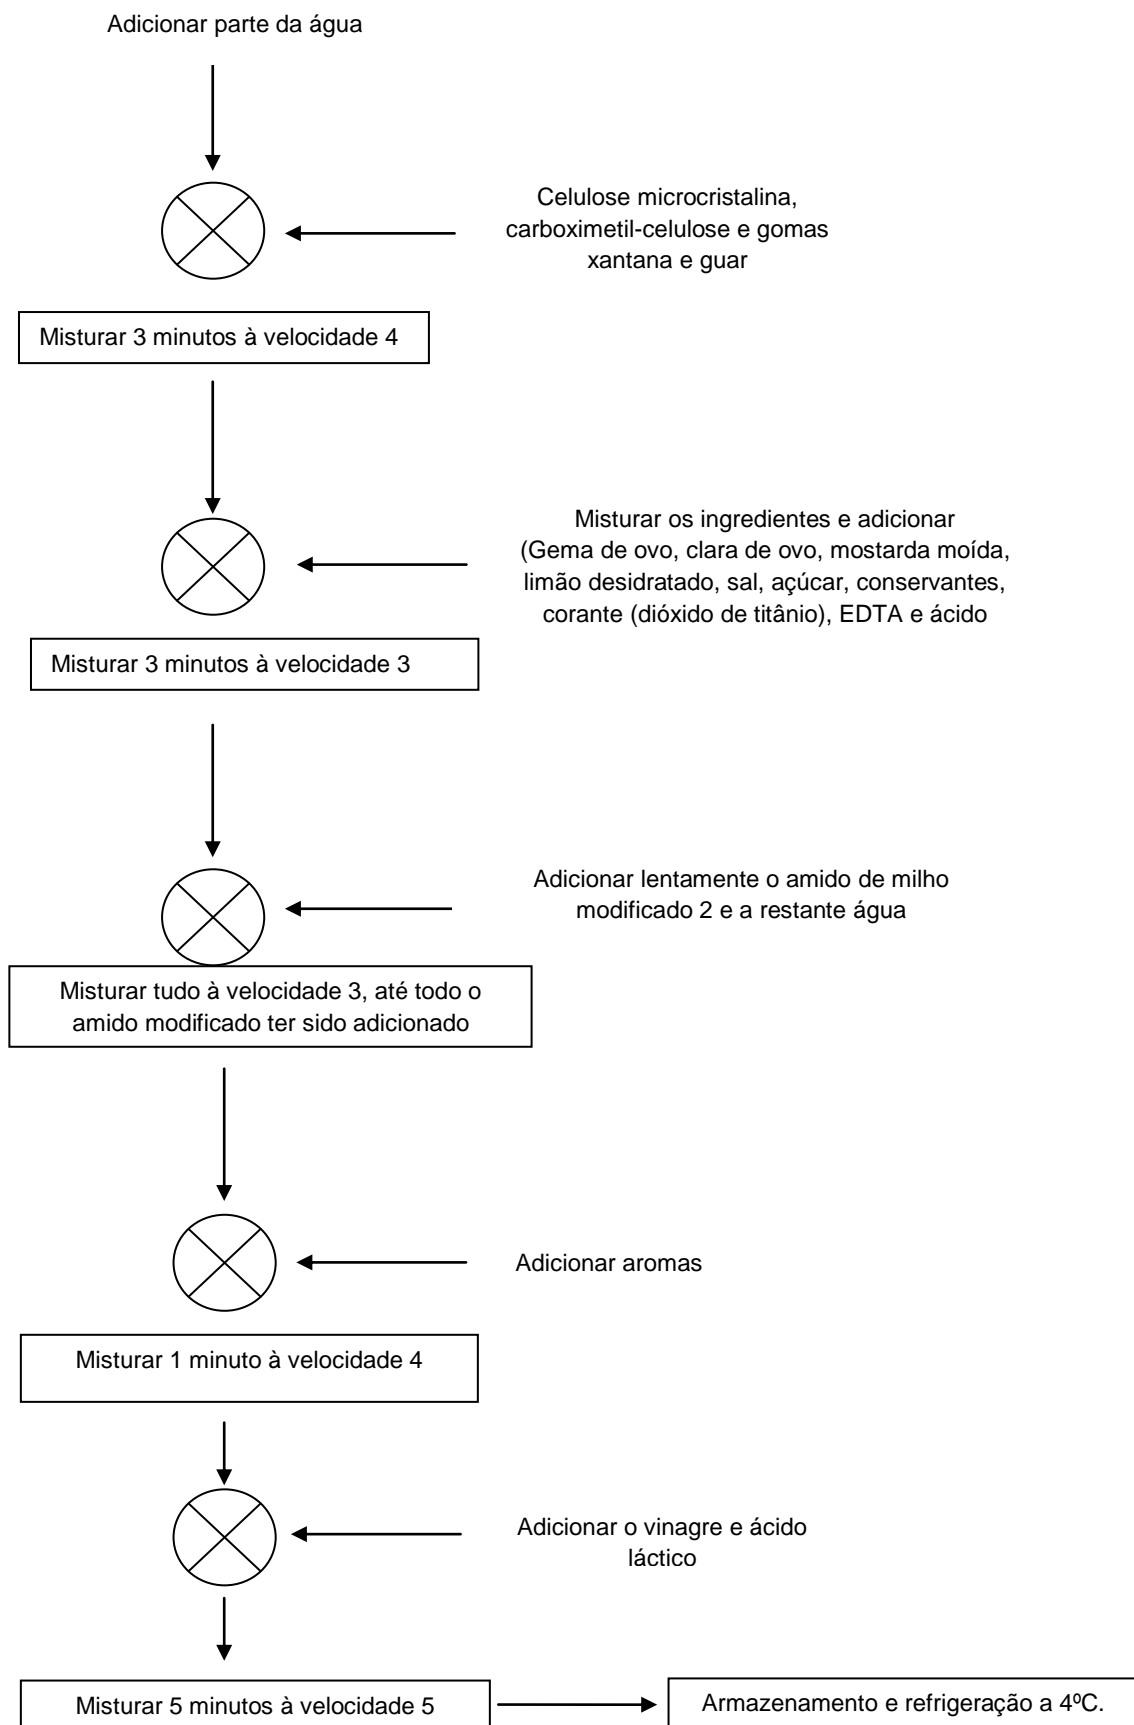 Adicionar parte da água
Celulose microcristalina,
carboximetil-celulose e gomas
xantana e guar
Misturar 3 minutos à velocidade 4
Misturar os ingredientes e adicionar
(Gema de ovo, clara de ovo, mostarda moída,
limão desidratado, sal, açúcar, conservantes,
corante (dióxido de titânio), EDTA e ácido
Misturar 3 minutos à velocidade 3
Adicionar lentamente o amido de milho
modificado 2 e a restante água
Misturar tudo à velocidade 3, até todo o
amido modificado ter sido adicionado
Adicionar aromas
Misturar 1 minuto à velocidade 4
Adicionar o vinagre e ácido
láctico
Misturar 5 minutos à velocidade 5
Armazenamento e refrigeração a 4ºC.